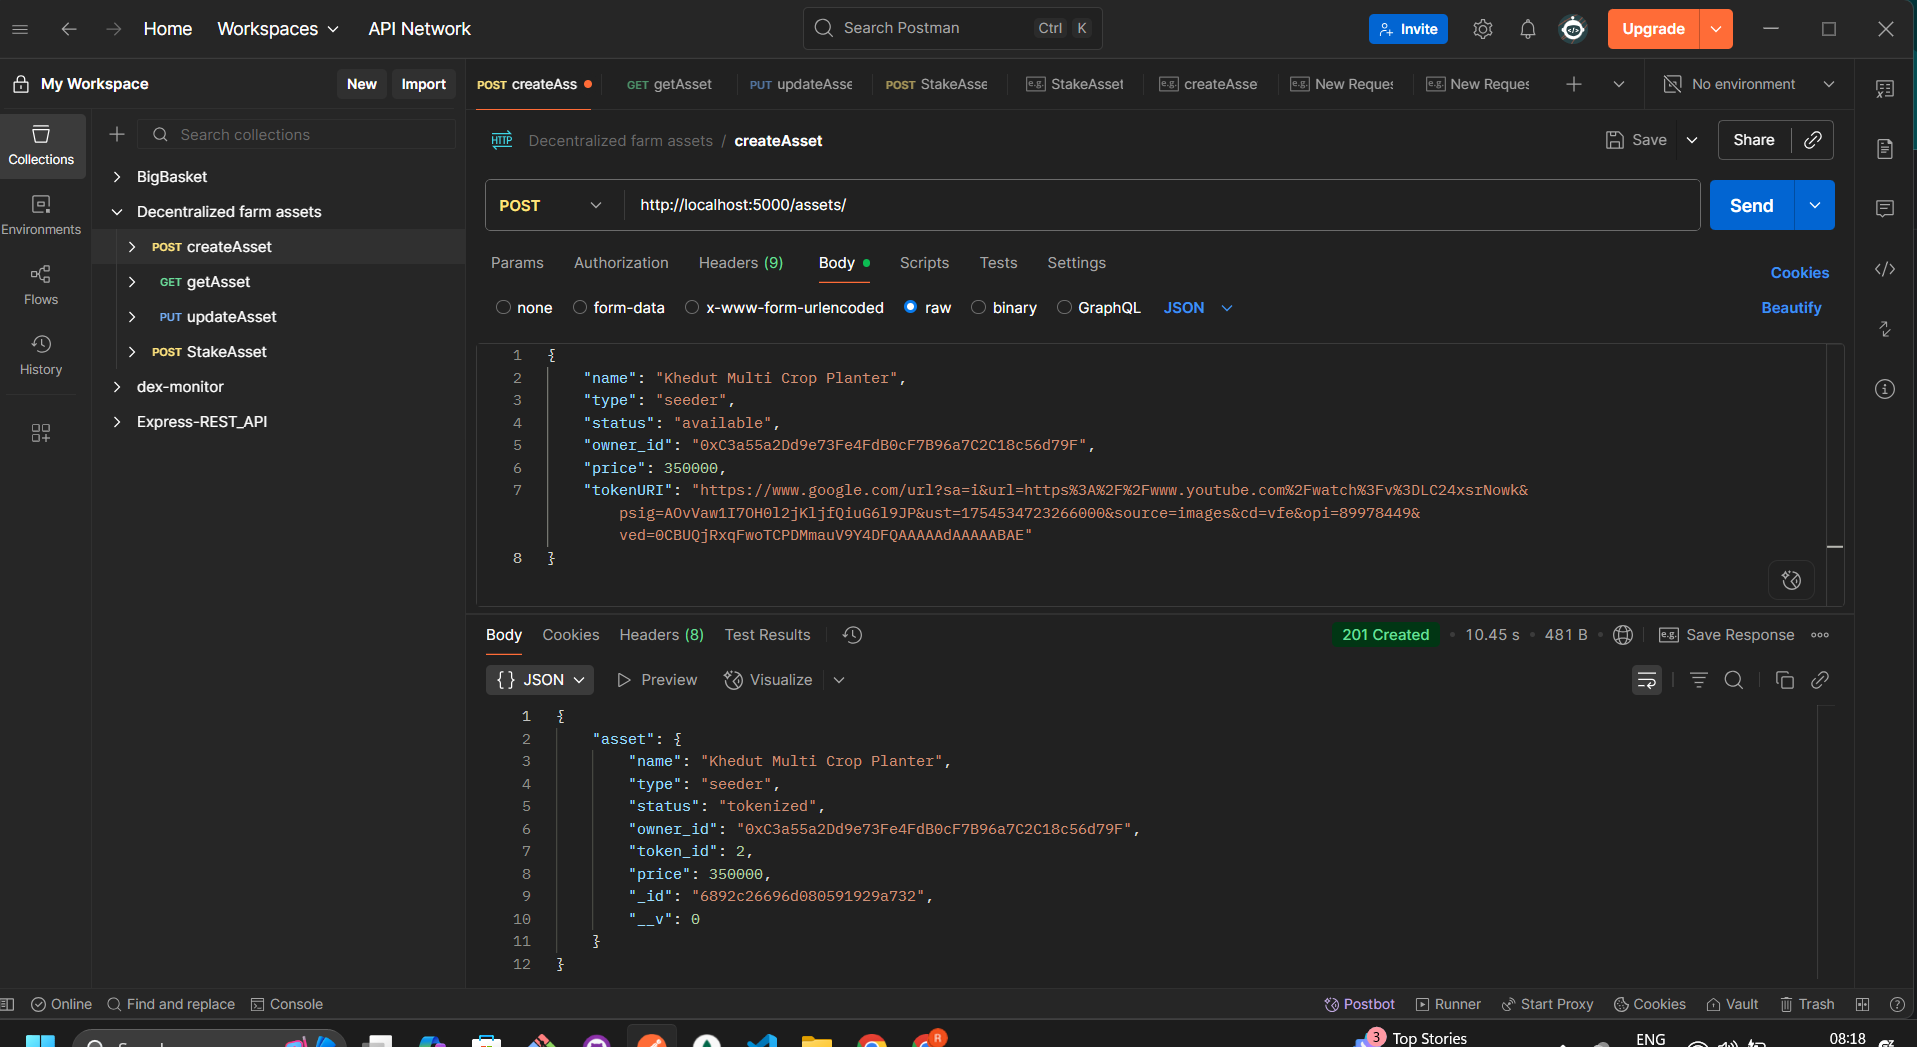 Home Workspaces API Network Search Postman Ctrl K Invite Upgrade
My Workspace New Import POST createAss GET getAsset PUT updateAsse POST StakeAsse e.g. StakeAsset e.g. createAsse e.g. New Reques e.g. New Reques No environment
Collections
Environments
Flows
History
Search collections
BigBasket
Decentralized farm assets
POST createAsset
GET getAsset
PUT updateAsset
POST StakeAsset
dex-monitor
Express-REST_API
HTTP Decentralized farm assets / createAsset Save Share
POST http://localhost:5000/assets/ Send
Params Authorization Headers (9) Body Scripts Tests Settings Cookies
none form-data x-www-form-urlencoded raw binary GraphQL JSON Beautify
1 {
2 "name": "Khedut Multi Crop Planter",
3 "type": "seeder",
4 "status": "available",
5 "owner_id": "0xC3a55a2Dd9e73Fe4FdB0cF7B96a7C2C18c56d79F",
6 "price": 350000,
7 "tokenURI": "https://www.google.com/url?sa=i&url=https%3A%2F%2Fwww.youtube.com%2Fwatch%3Fv%3DLC24xsrNowk&
psig=AOvVaw1I7OH0l2jKljfQiuG6l9JP&ust=1754534723266000&source=images&cd=vfe&opi=89978449&
ved=0CBUQjRxqFwoTCPDMmauV9Y4DFQAAAAAdAAAAABAE"
8 }
Body Cookies Headers (8) Test Results 201 Created 10.45 s 481 B e.g. Save Response
{} JSON Preview Visualize
1 {
2 "asset": {
3 "name": "Khedut Multi Crop Planter",
4 "type": "seeder",
5 "status": "tokenized",
6 "owner_id": "0xC3a55a2Dd9e73Fe4FdB0cF7B96a7C2C18c56d79F",
7 "token_id": 2,
8 "price": 350000,
9 "_id": "6892c26696d080591929a732",
10 "__v": 0
11 }
12 }
Online Find and replace Console Postbot Runner Start Proxy Cookies Vault Trash
R 3 Top Stories ENG 08:18